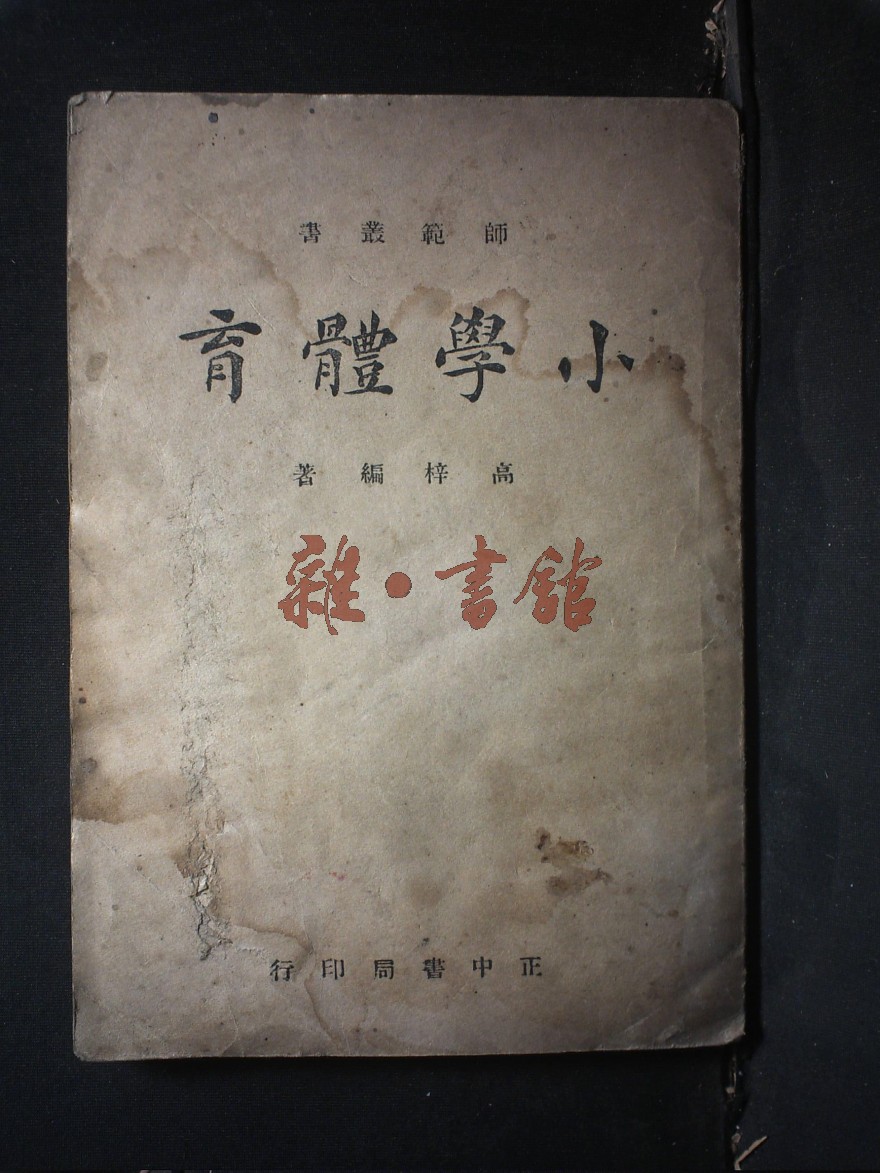 師範叢書
小學體育
高梓編著
雜·書館
正中書局印行